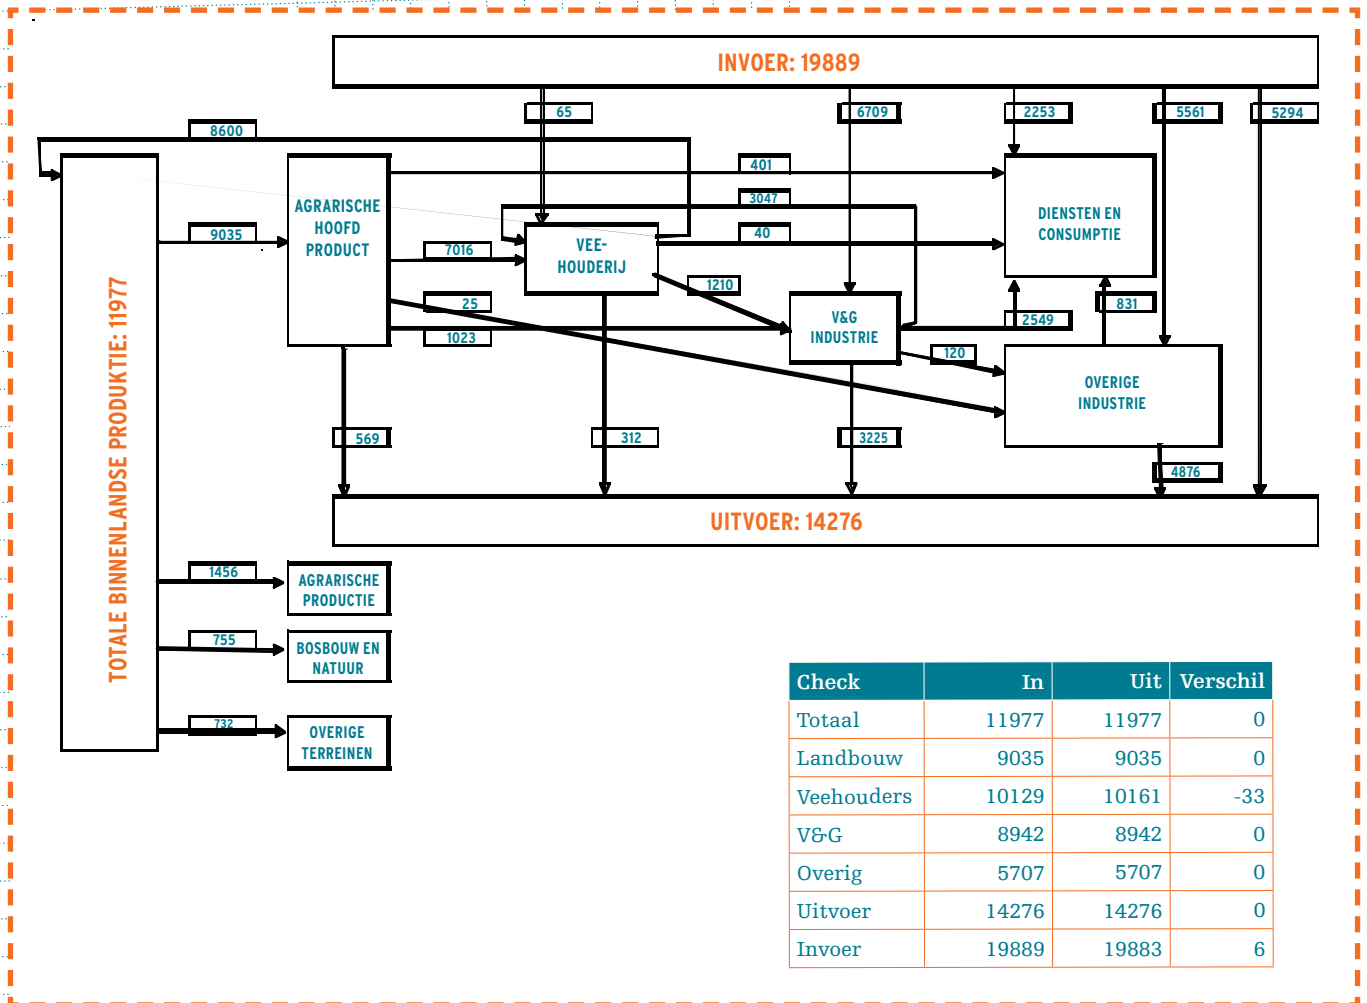 INVOER: 19889
65
6709
2253
5561
5294
8600
401
3047
40
9035
7016
25
1023
1210
2549
831
120
AGRARISCHE
HOOFD
PRODUCT
VEE-
HOUDERIJ
DIENSTEN EN
CONSUMPTIE
V&G
INDUSTRIE
OVERIGE
INDUSTRIE
TOTALE BINNENLANDSE PRODUKTIE: 11977
569
312
3225
4876
UITVOER: 14276
1456
AGRARISCHE
PRODUCTIE
755
BOSBOUW EN
NATUUR
732
OVERIGE
TERREINEN
Check In Uit Verschil
Totaal 11977 11977 0
Landbouw 9035 9035 0
Veehouders 10129 10161 -33
V&G 8942 8942 0
Overig 5707 5707 0
Uitvoer 14276 14276 0
Invoer 19889 19883 6